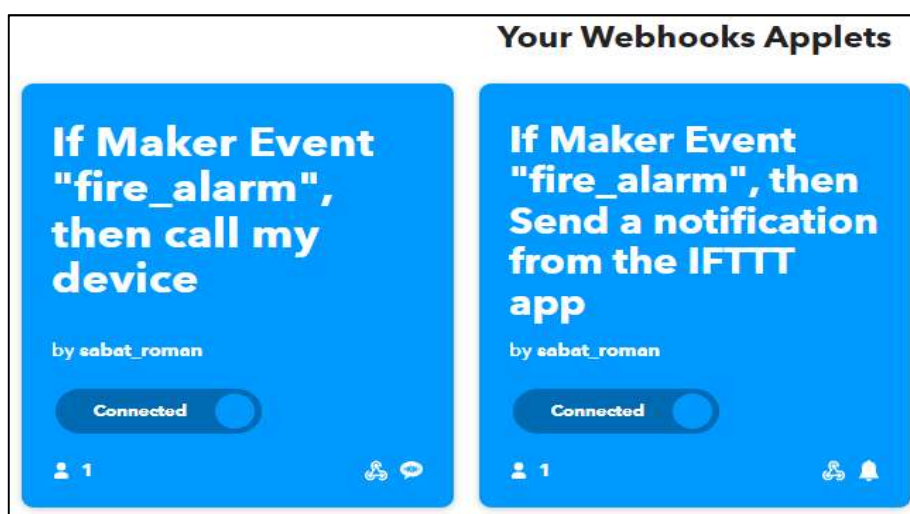 Your Webhooks Applets
If Maker Event
"fire_alarm",
then call my
device
by sabat_roman
Connected
1
If Maker Event
"fire_alarm", then
Send a notification
from the IFTTT
app
by sabat_roman
Connected
1